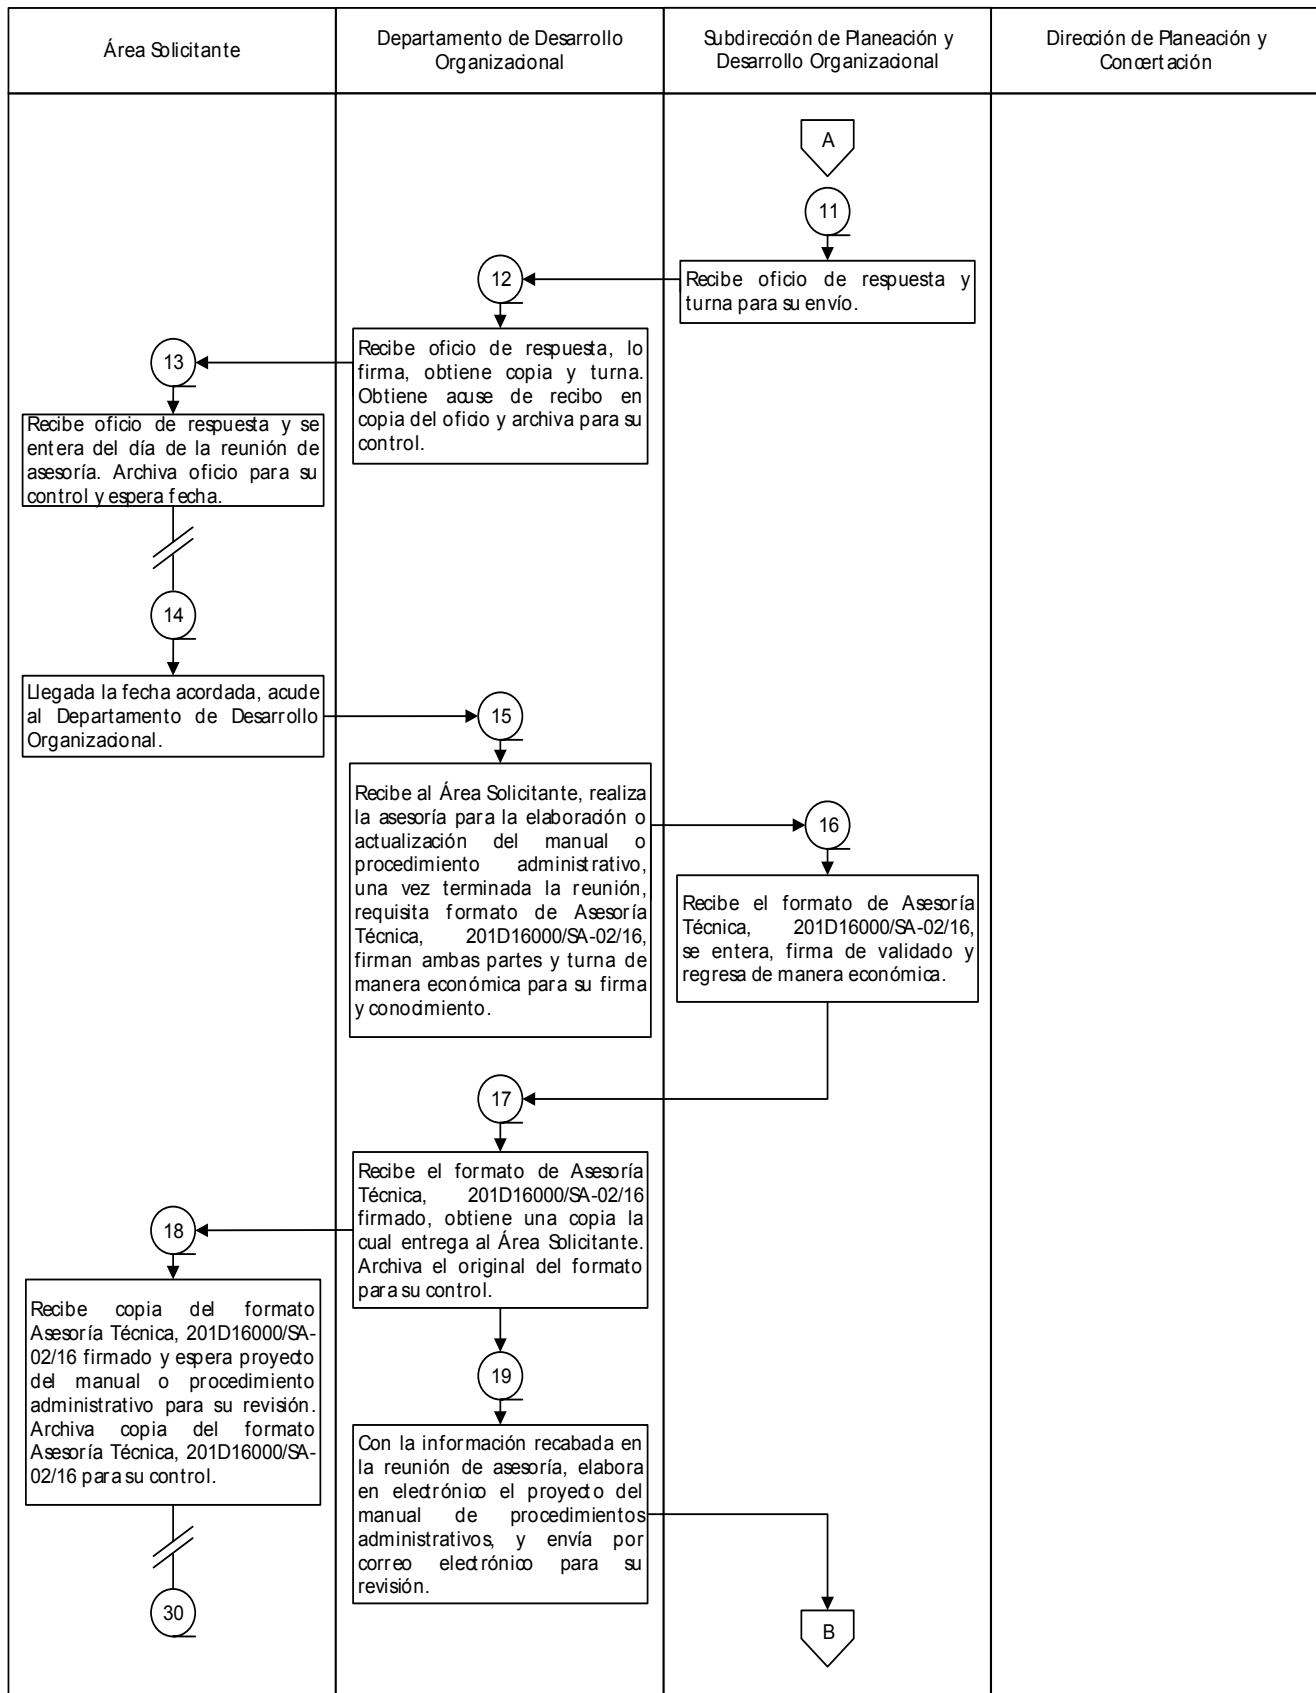 Área Solicitante
Departamento de Desarrollo
Organizacional
Subdirección de Planeación y
Desarrollo Organizacional
Dirección de Planeación y
Concertación
A
11
Recibe oficio de respuesta y
turna para su envío.
12
Recibe oficio de respuesta, lo
firma, obtiene copia y turna.
Obtiene acuse de recibo en
copia del oficio y archiva para su
control.
13
Recibe oficio de respuesta y se
entera del día de la reunión de
asesoría. Archiva oficio para su
control y espera fecha.
14
Llegada la fecha acordada, acude
al Departamento de Desarrollo
Organizacional.
15
Recibe al Área Solicitante, realiza
la asesoría para la elaboración o
actualización del manual o
procedimiento administrativo,
una vez terminada la reunión,
requisita formato de Asesoría
Técnica, 201D16000/SA-02/16,
firman ambas partes y turna de
manera económica para su firma
y conocimiento.
16
Recibe el formato de Asesoría
Técnica, 201D16000/SA-02/16,
se entera, firma de validado y
regresa de manera económica.
17
Recibe el formato de Asesoría
Técnica, 201D16000/SA-02/16
firmado, obtiene una copia la
cual entrega al Área Solicitante.
Archiva el original del formato
para su control.
18
Recibe copia del formato
Asesoría Técnica, 201D16000/SA-
02/16 firmado y espera proyecto
del manual o procedimiento
administrativo para su revisión.
Archiva copia del formato
Asesoría Técnica, 201D16000/SA-
02/16 para su control.
19
Con la información recabada en
la reunión de asesoría, elabora
en electrónico el proyecto del
manual de procedimientos
administrativos, y envía por
correo electrónico para su
revisión.
30
B